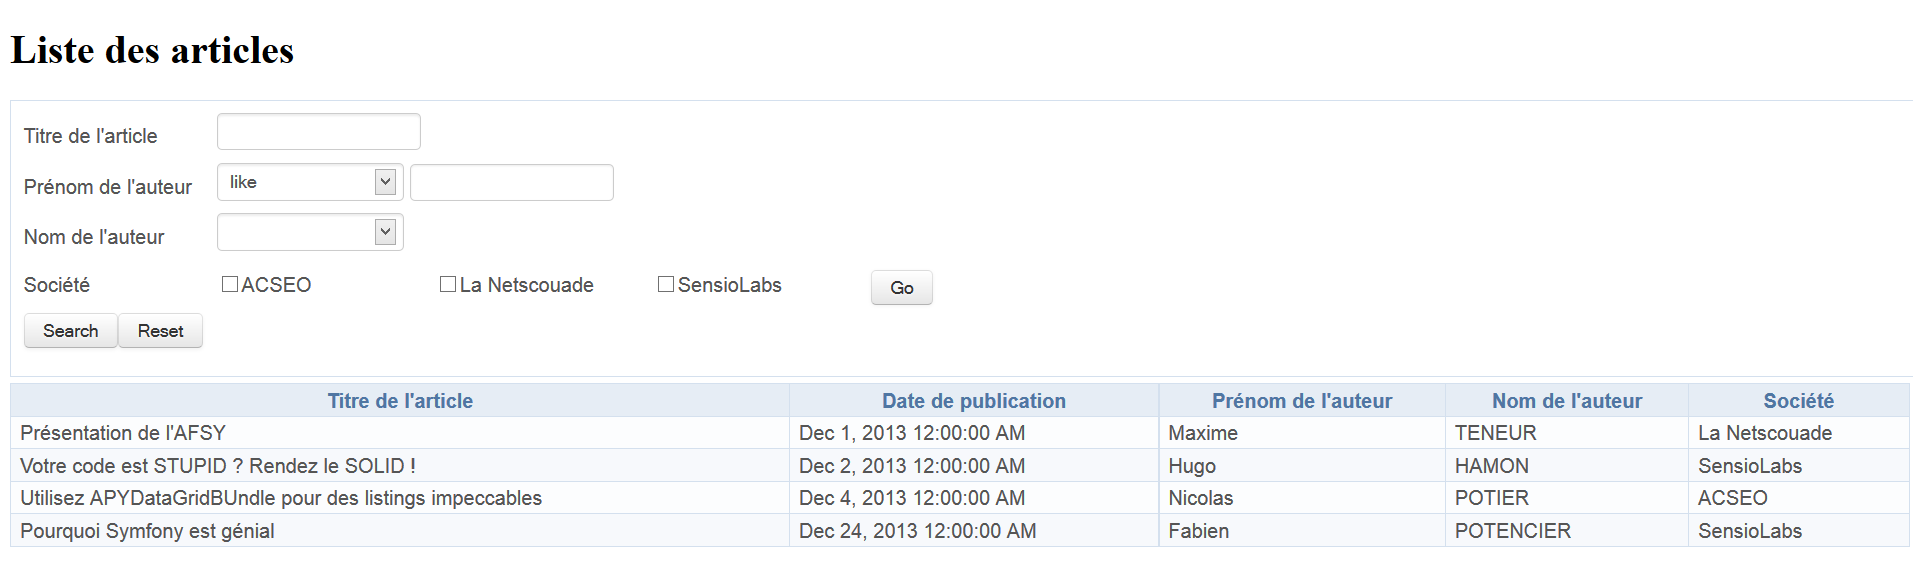 Liste des articles
Titre de l'article
Prénom de l'auteur like
Nom de l'auteur
Société ACSEO La Netscouade SensioLabs Go
Search Reset
Titre de l'article Date de publication Prénom de l'auteur Nom de l'auteur Société
Présentation de l'AFSY Dec 1, 2013 12:00:00 AM Maxime TENEUR La Netscouade
Votre code est STUPID ? Rendez le SOLID ! Dec 2, 2013 12:00:00 AM Hugo HAMON SensioLabs
Utilisez APYDataGridBUndle pour des listings impeccables Dec 4, 2013 12:00:00 AM Nicolas POTIER ACSEO
Pourquoi Symfony est génial Dec 24, 2013 12:00:00 AM Fabien POTENCIER SensioLabs